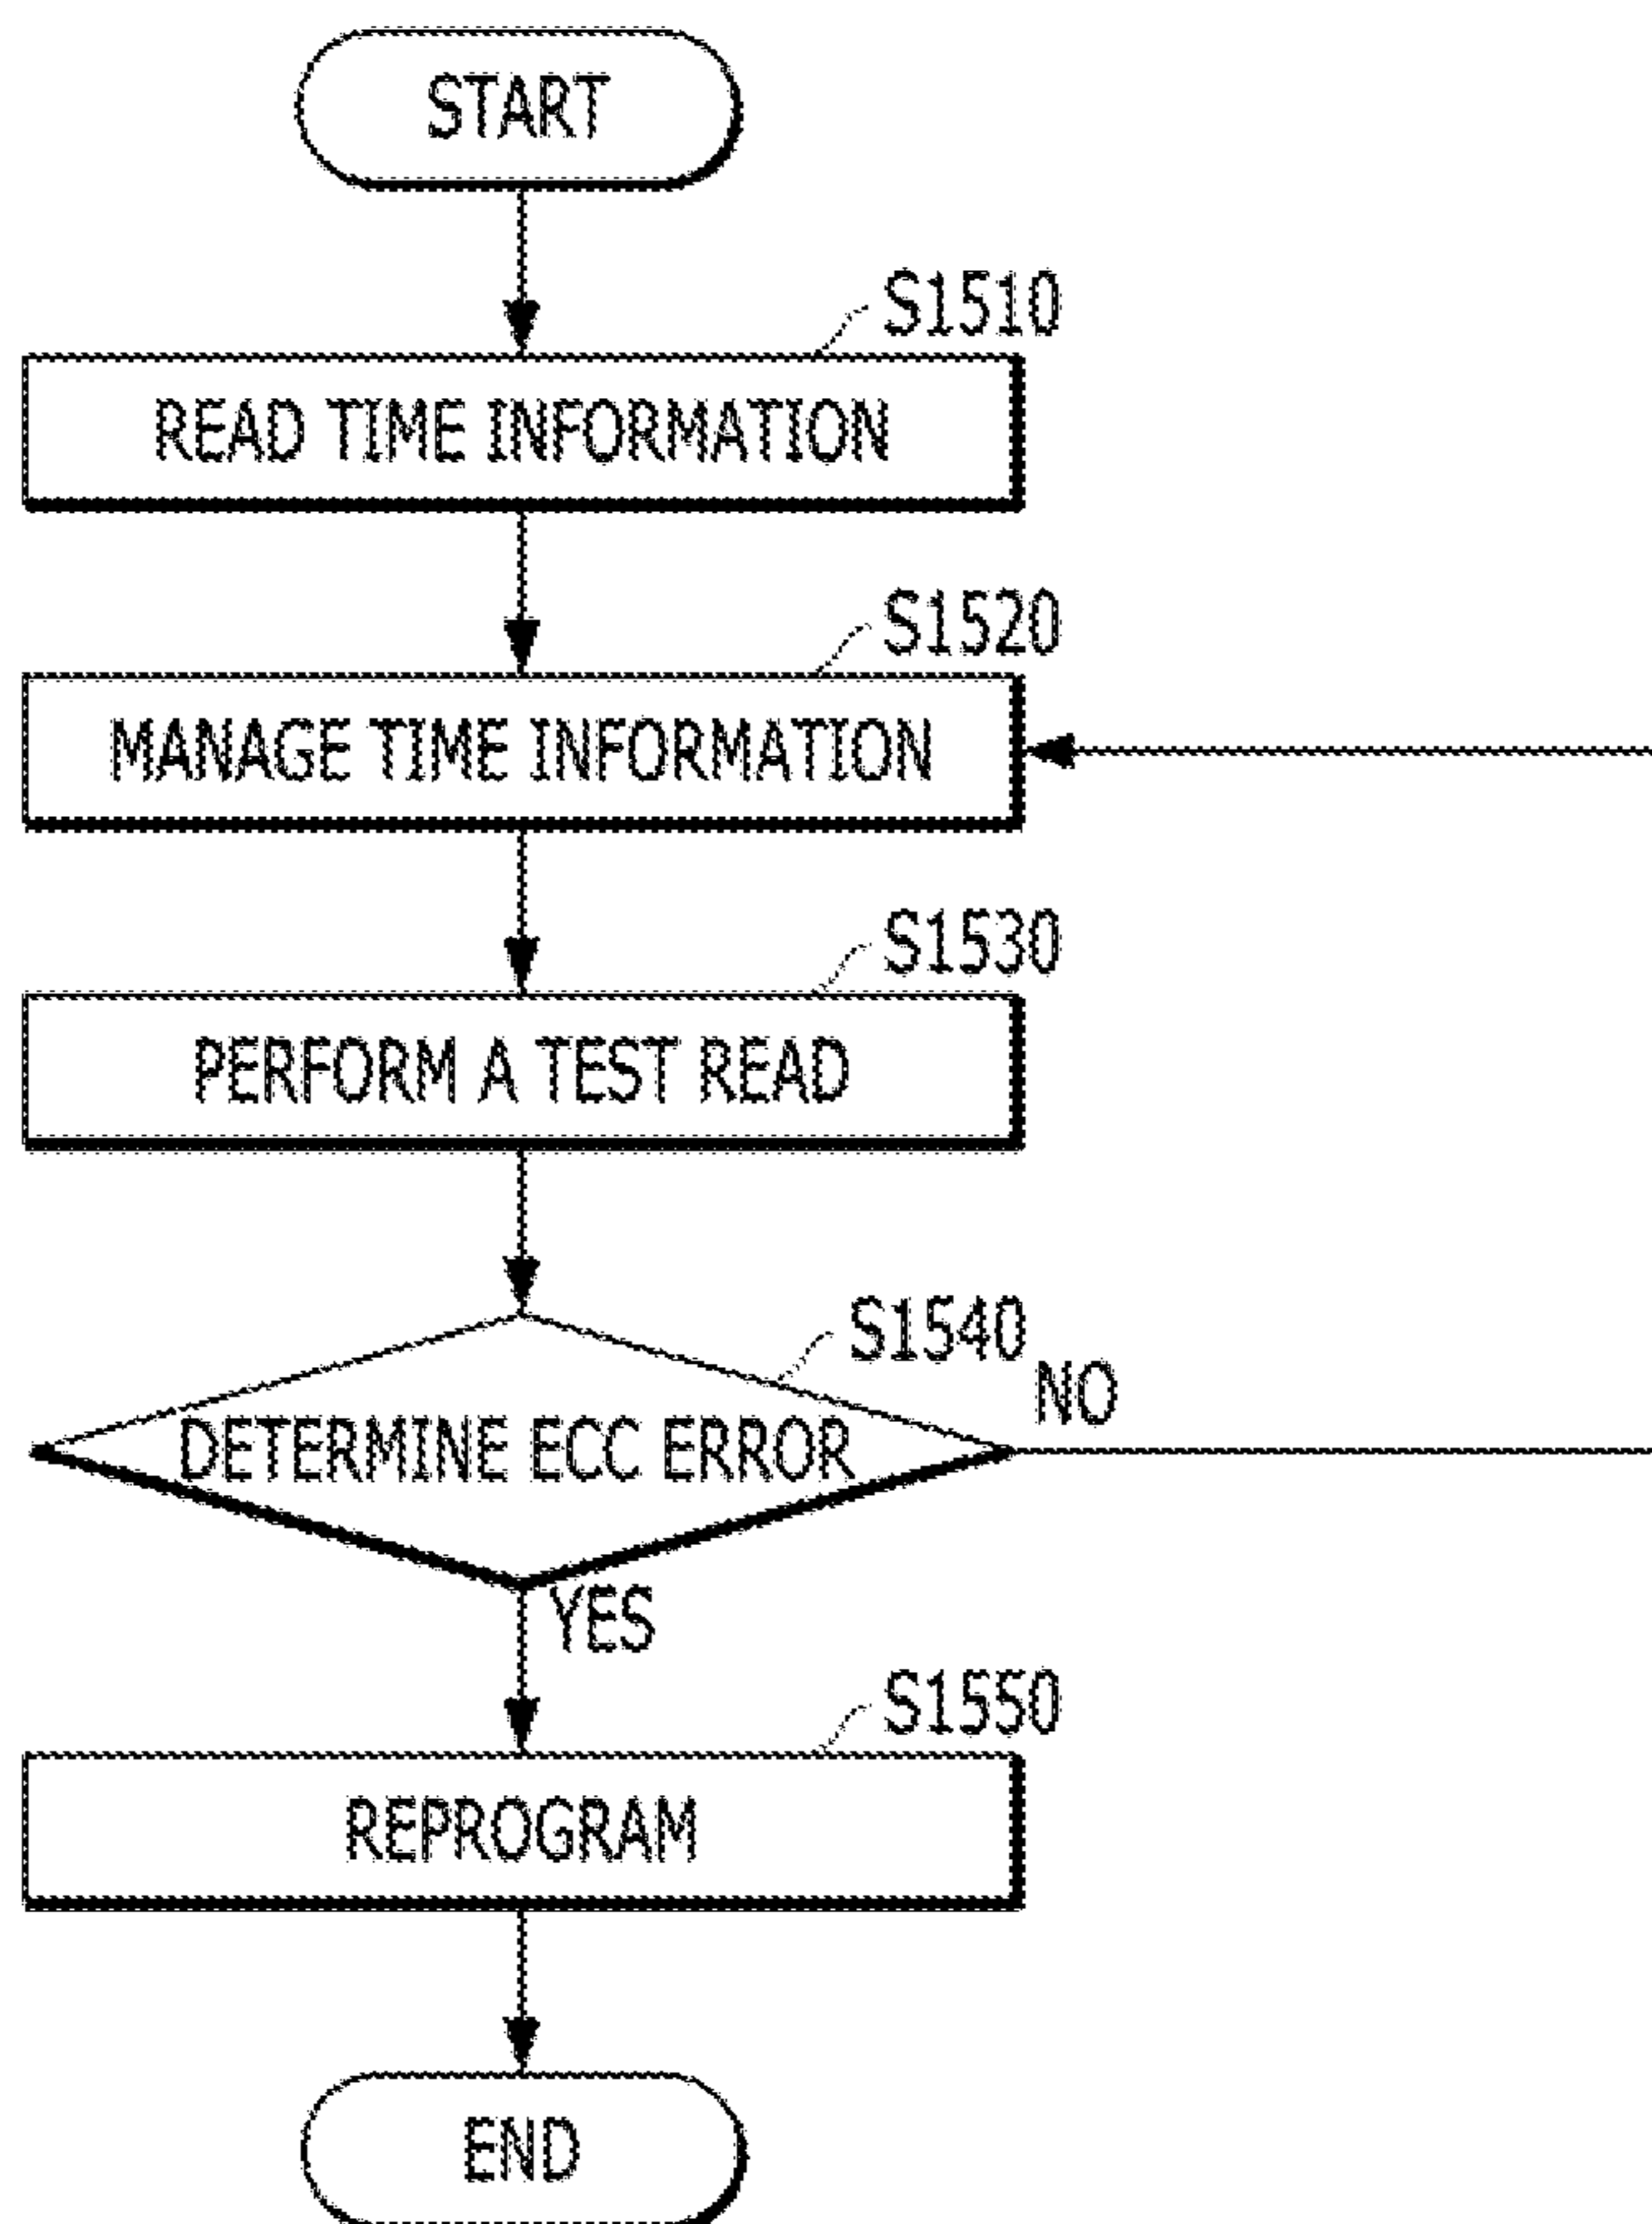 START
S1510
READ TIME INFORMATION
S1520
MANAGE TIME INFORMATION
S1530
PERFORM A TEST READ
S1540
NO
DETERMINE ECC ERROR
YES
S1550
REPROGRAM
END